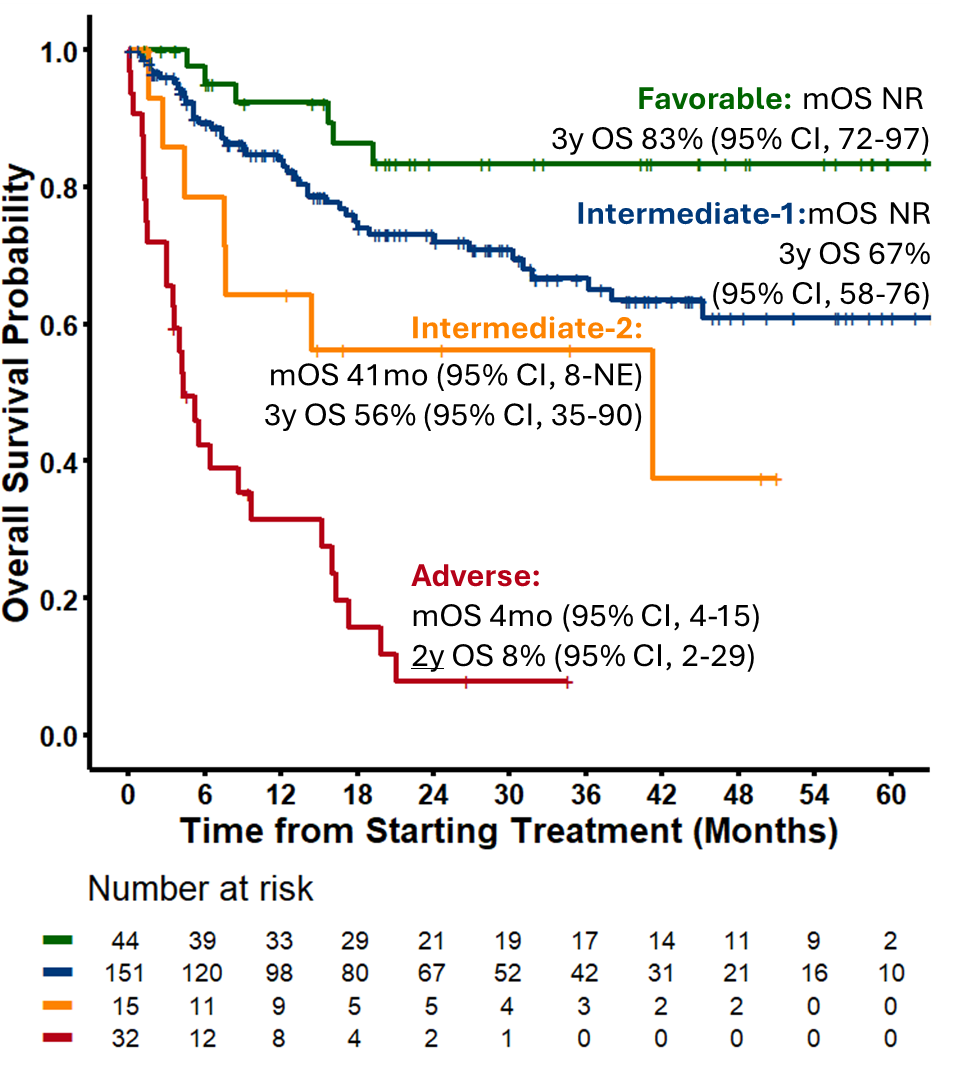 Overall Survival Probability
1.0
0.8
0.6
0.4
0.2
0.0
Favorable: mOS NR
3y OS 83% (95% CI, 72-97)
Intermediate-1:mOS NR
3y OS 67%
(95% CI, 58-76)
Intermediate-2:
mOS 41mo (95% CI, 8-NE)
3y OS 56% (95% CI, 35-90)
Adverse:
mOS 4mo (95% CI, 4-15)
2y OS 8% (95% CI, 2-29)
0 6 12 18 24 30 36 42 48 54 60
Time from Starting Treatment (Months)
Number at risk
44 39 33 29 21 19 17 14 11 9 2
151 120 98 80 67 52 42 31 21 16 10
15 11 9 5 5 4 3 2 2 0 0
32 12 8 4 2 1 0 0 0 0 0